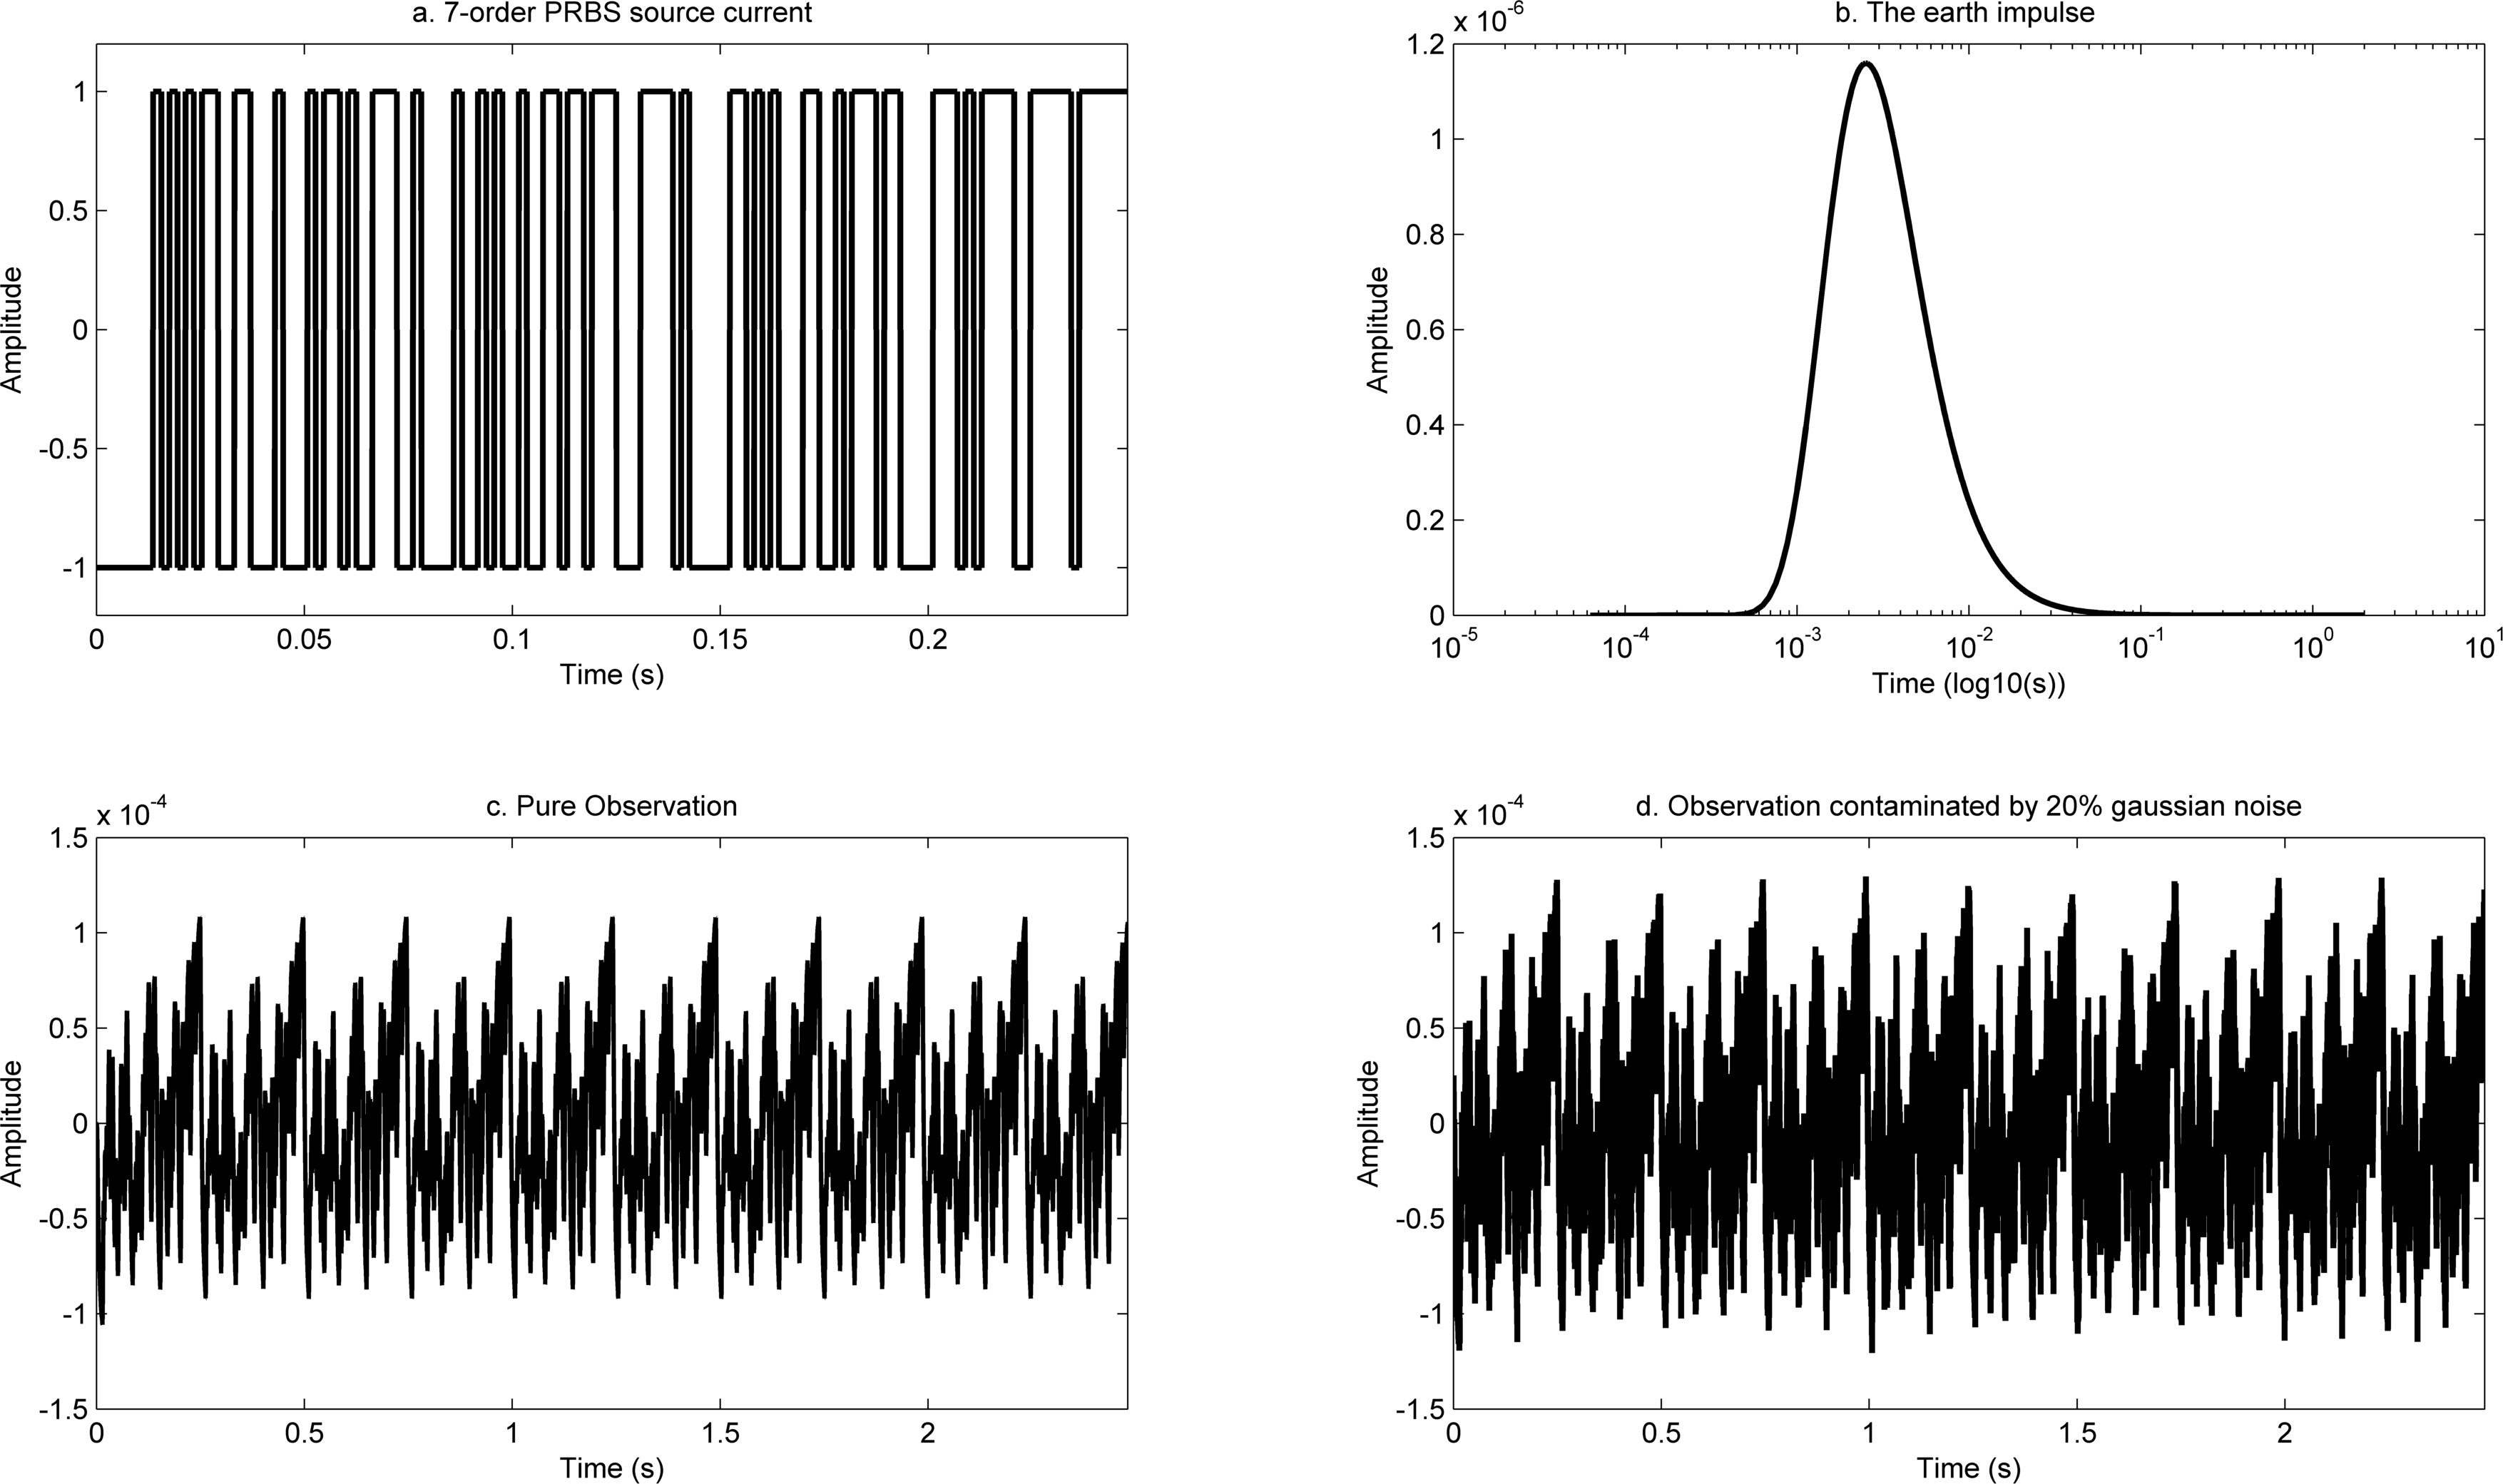 a. 7-order PRBS source current
1
0.5
0
-0.5
-1
Amplitude
0 0.05 0.1 0.15 0.2
Time (s)
b. The earth impulse
x 10^-6
1.2
1
0.8
0.6
0.4
0.2
0
Amplitude
10^-5 10^-4 10^-3 10^-2 10^-1 10^0 10^1
Time (log10(s))
c. Pure Observation
x 10^-4
1.5
1
0.5
0
-0.5
-1
-1.5
Amplitude
0 0.5 1 1.5 2
Time (s)
d. Observation contaminated by 20% gaussian noise
x 10^-4
1.5
1
0.5
0
-0.5
-1
-1.5
Amplitude
0 0.5 1 1.5 2
Time (s)